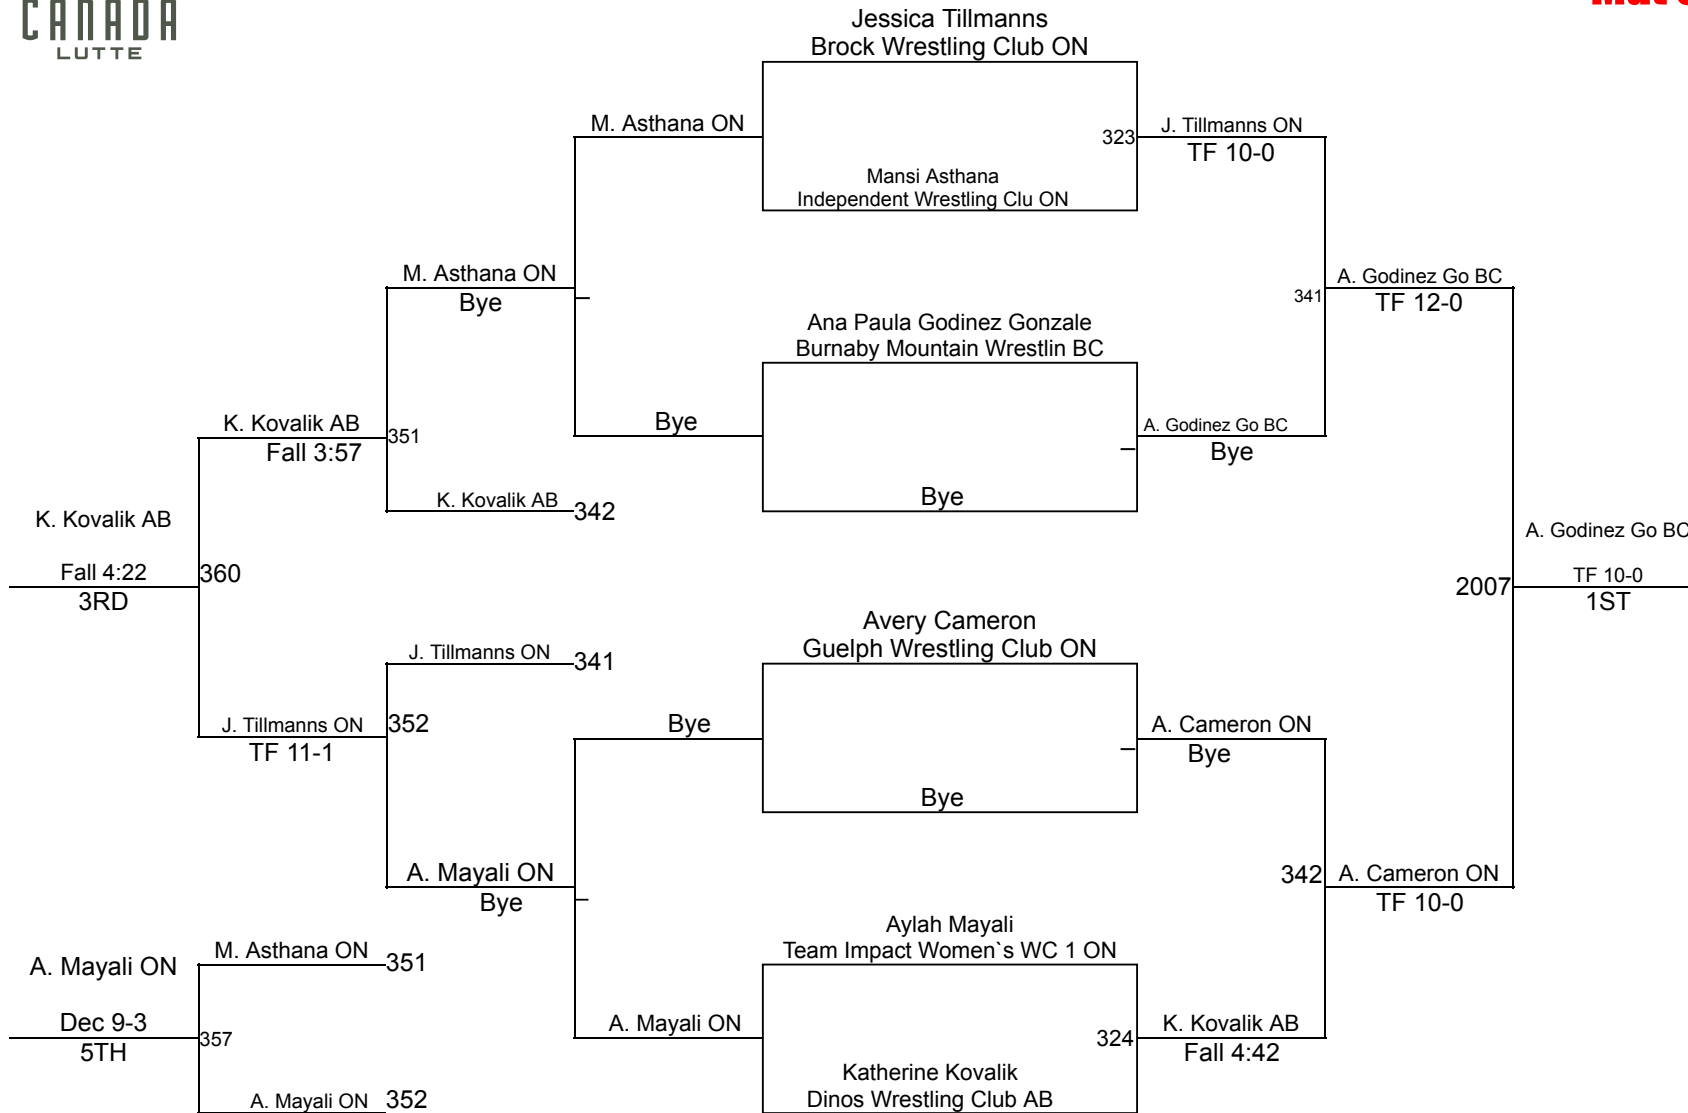 CANADA
LUTTE
Jessica Tillmanns
Brock Wrestling Club ON
M. Asthana ON
323
J. Tillmanns ON
TF 10-0
Mansi Asthana
Independent Wrestling Clu ON
M. Asthana ON
Bye
341
A. Godinez Go BC
TF 12-0
Ana Paula Godinez Gonzale
Burnaby Mountain Wrestlin BC
K. Kovalik AB
Fall 3:57
351
Bye
A. Godinez Go BC
Bye
K. Kovalik AB
342
Bye
K. Kovalik AB
Fall 4:22
3RD
360
A. Godinez Go BC
2007
TF 10-0
1ST
Avery Cameron
Guelph Wrestling Club ON
J. Tillmanns ON
341
J. Tillmanns ON
TF 11-1
352
Bye
A. Cameron ON
Bye
Bye
A. Mayali ON
Bye
342
A. Cameron ON
TF 10-0
Aylah Mayali
Team Impact Women`s WC 1 ON
A. Mayali ON
Dec 9-3
5TH
M. Asthana ON
351
357
A. Mayali ON
324
K. Kovalik AB
Fall 4:42
Katherine Kovalik
Dinos Wrestling Club AB
A. Mayali ON
352